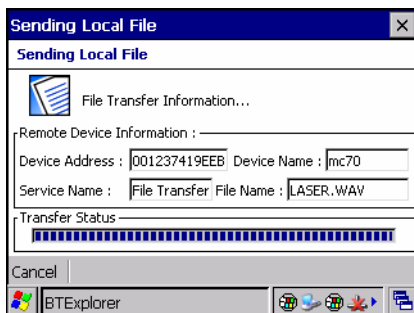 Sending Local File
Sending Local File
File Transfer Information...
Remote Device Information :
Device Address : 001237419EEB Device Name : mc70
Service Name : File Transfer File Name : LASER.WAV
Transfer Status
Cancel
BTExplorer